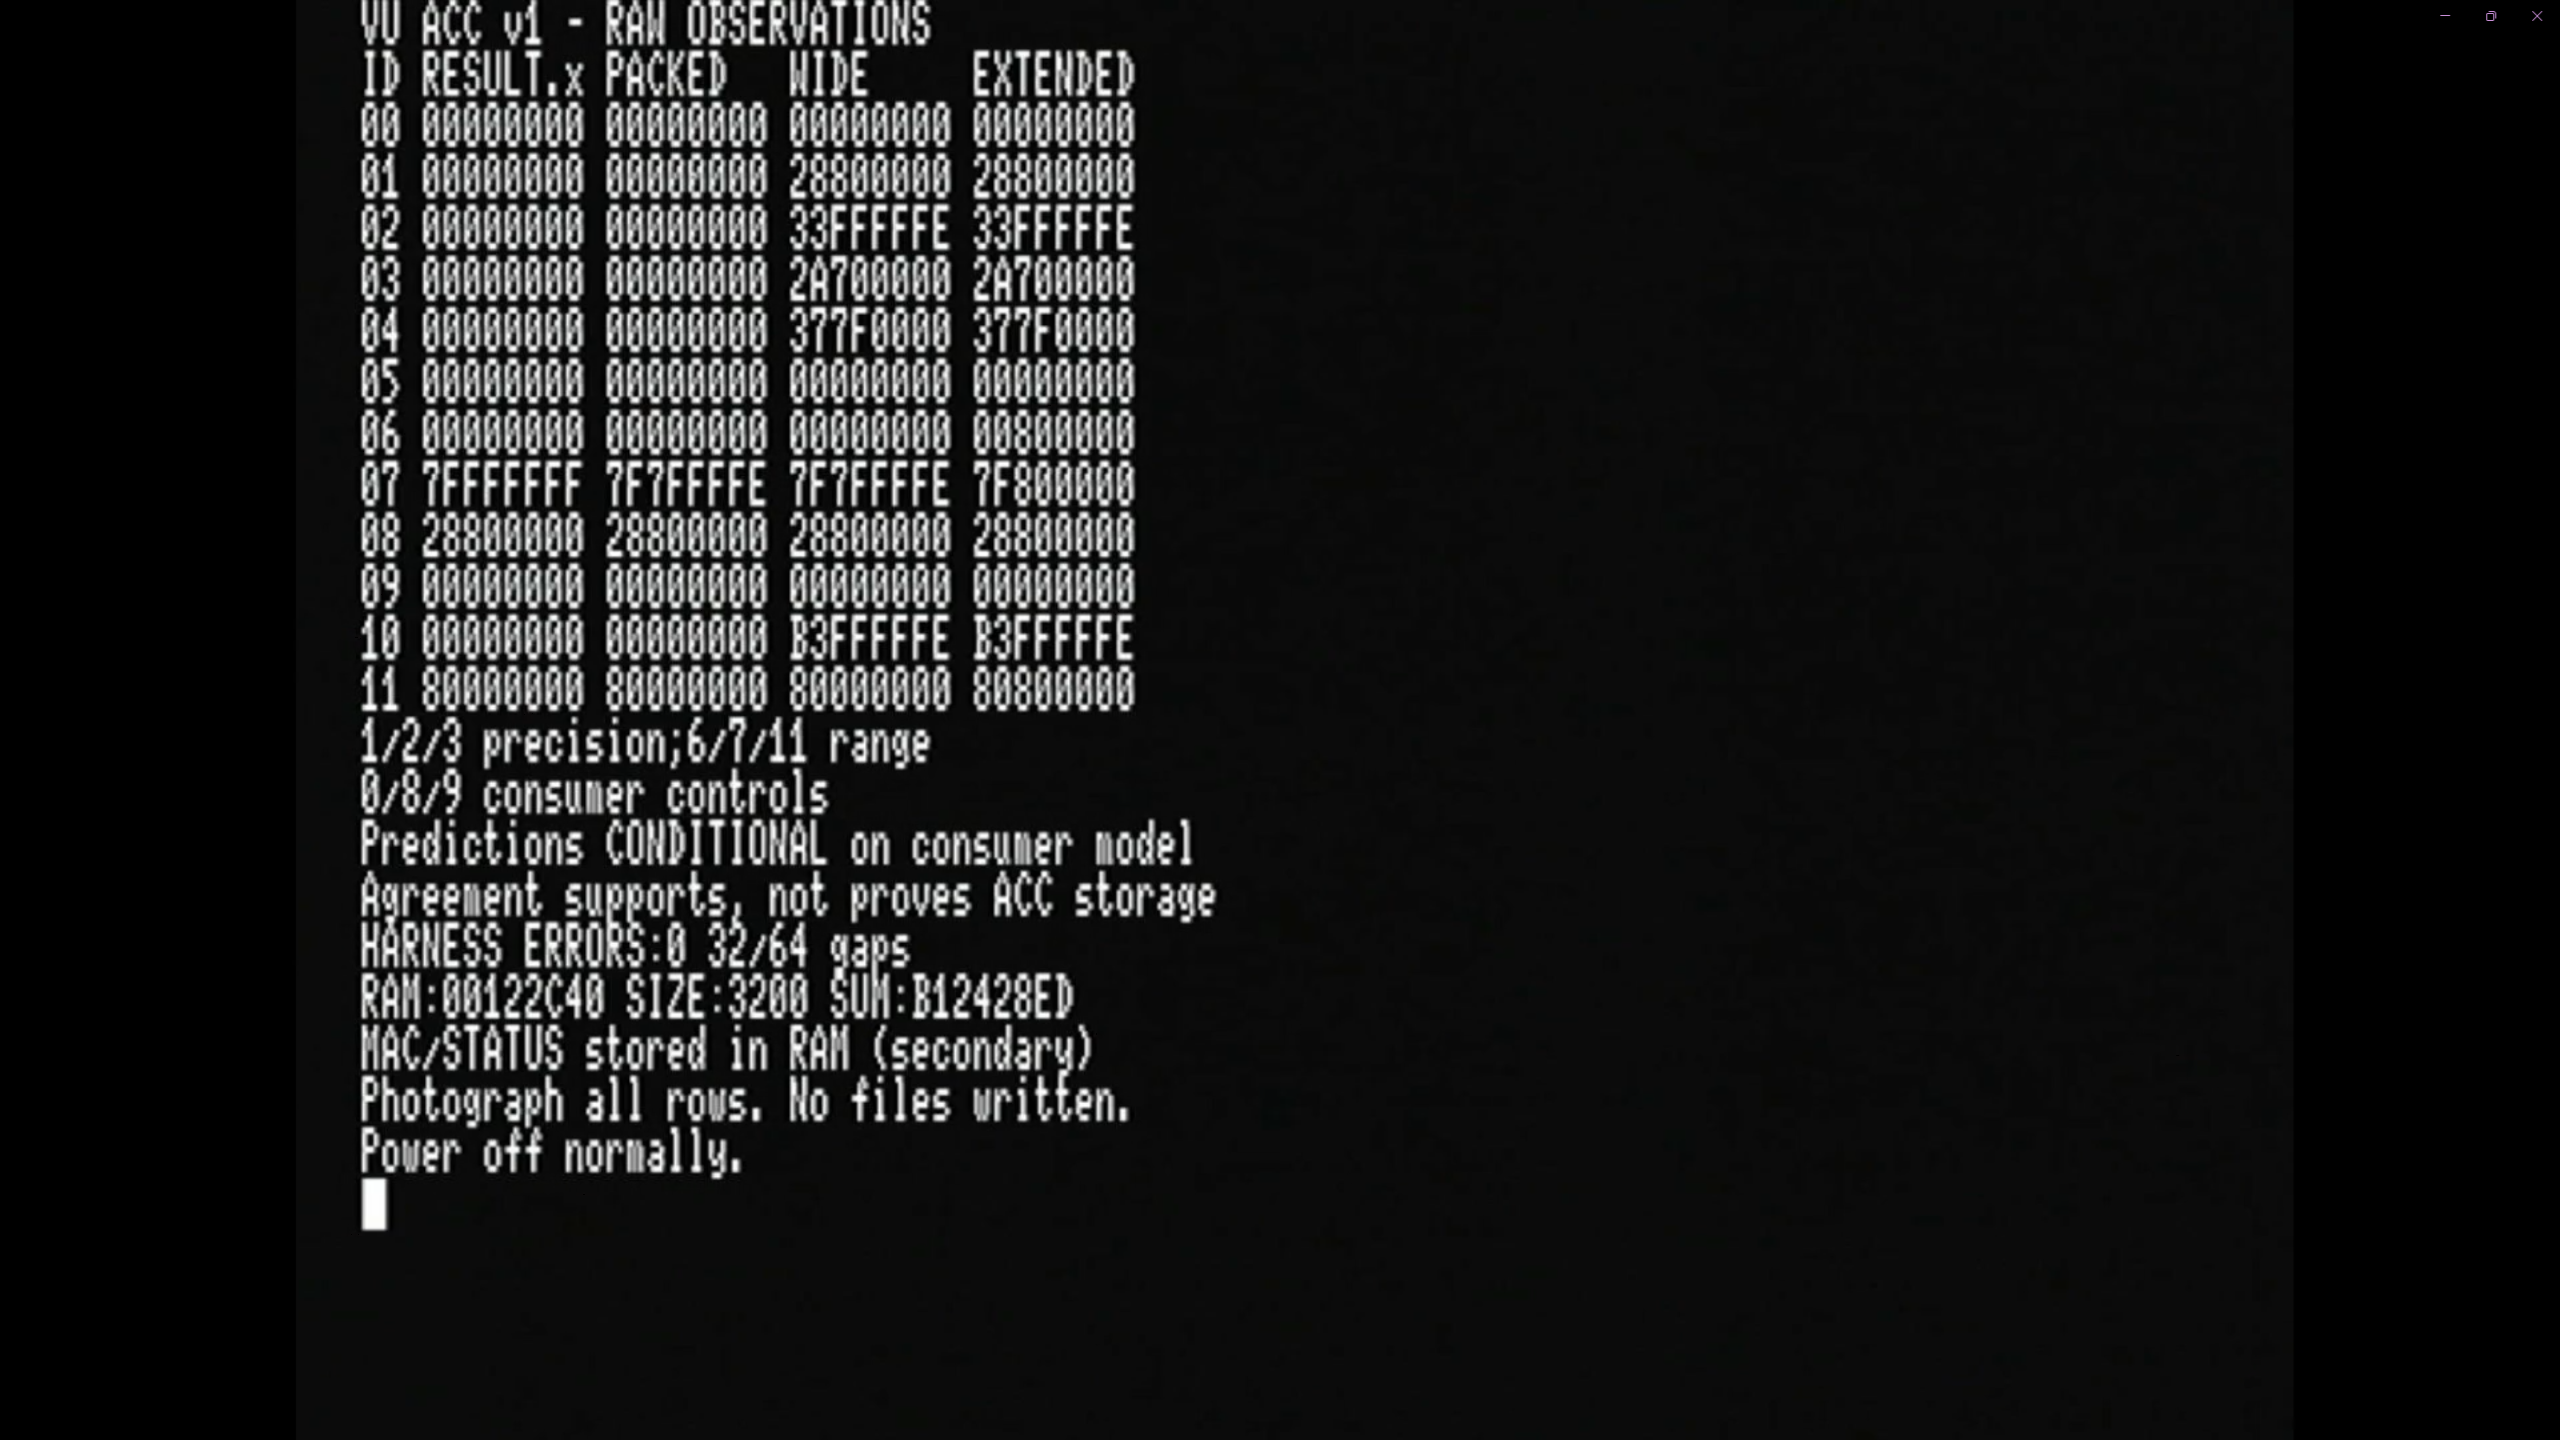 VU ACC v1 - RAW OBSERVATIONS
ID RESULT.x PACKED WIDE EXTENDED
00 00000000 00000000 00000000 00000000
01 00000000 00000000 28800000 28800000
02 00000000 00000000 33FFFFFE 33FFFFFE
03 00000000 00000000 2A700000 2A700000
04 00000000 00000000 377F0000 377F0000
05 00000000 00000000 00000000 00000000
06 00000000 00000000 00000000 00800000
07 7FFFFFFF 7F7FFFFE 7F7FFFFE 7F800000
08 28800000 28800000 28800000 28800000
09 00000000 00000000 00000000 00000000
10 00000000 00000000 B3FFFFFE B3FFFFFE
11 80000000 80000000 80000000 80800000
1/2/3 precision;6/7/11 range
0/8/9 consumer controls
Predictions CONDITIONAL on consumer model
Agreement supports, not proves ACC storage
HARNESS ERRORS:0 32/64 gaps
RAM:00122C40 SIZE:3200 SUM:B12428ED
MAC/STATUS stored in RAM (secondary)
Photograph all rows. No files written.
Power off normally.